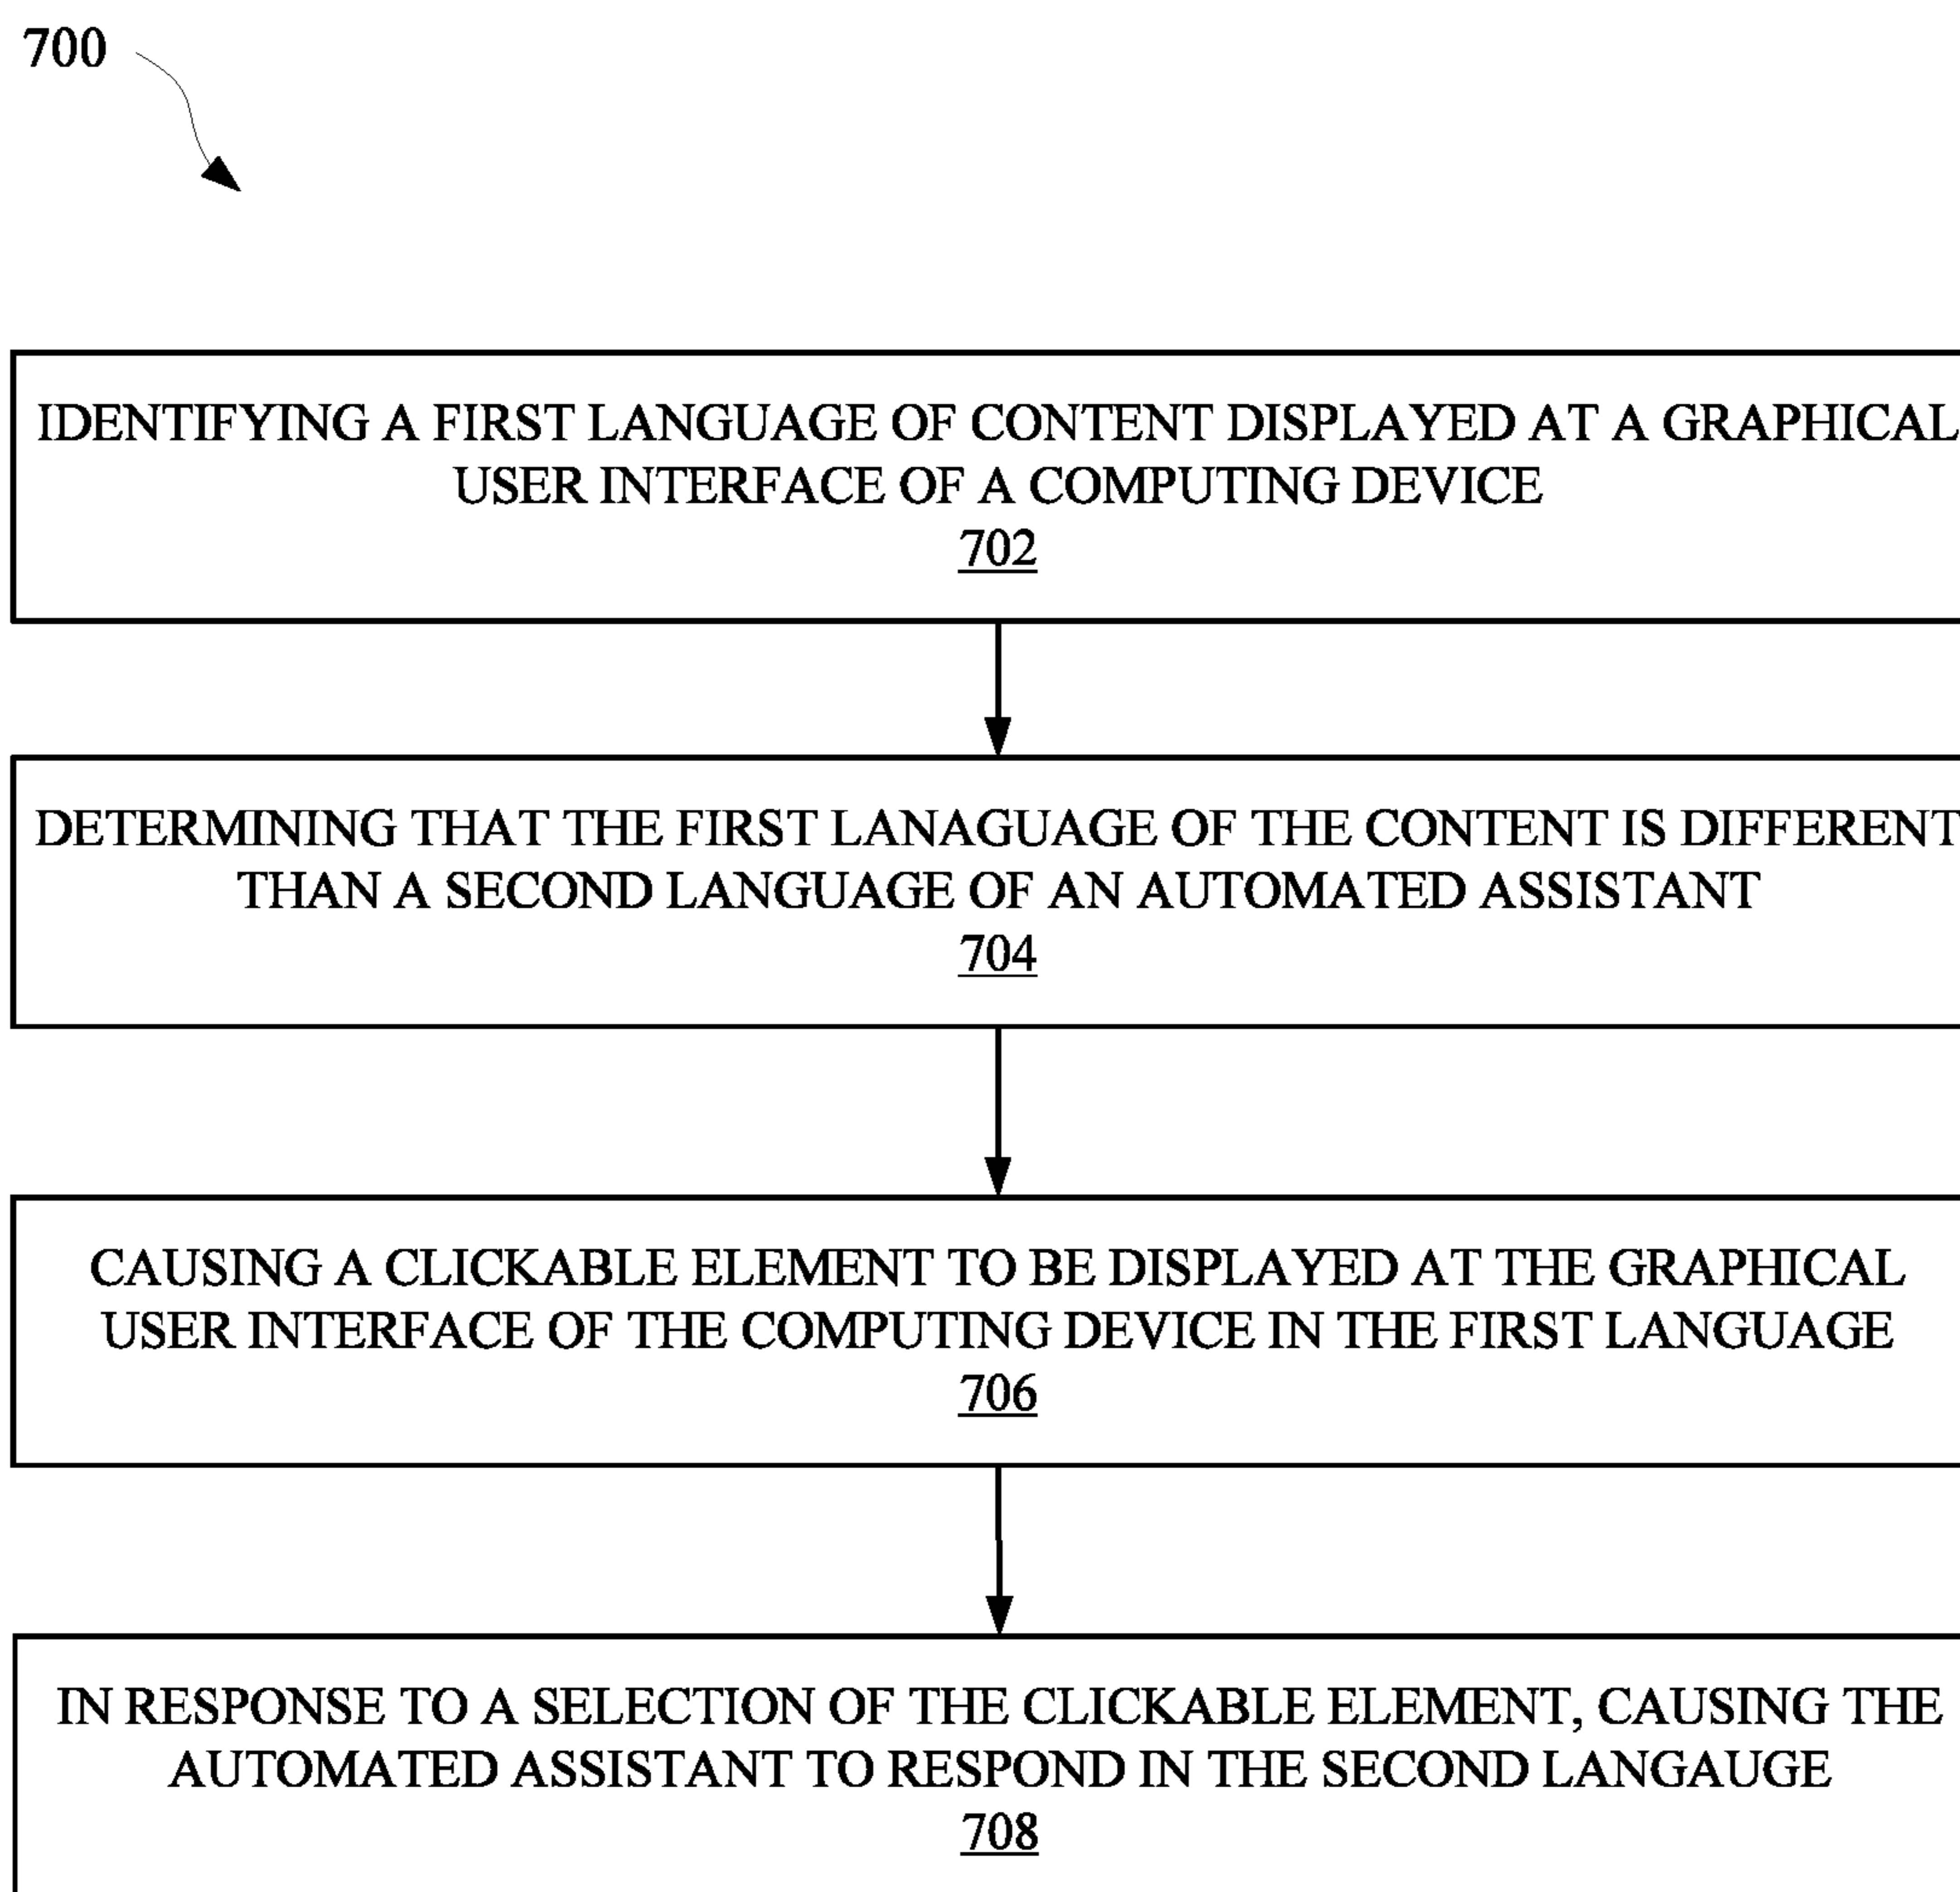 700
IDENTIFYING A FIRST LANGUAGE OF CONTENT DISPLAYED AT A GRAPHICAL
USER INTERFACE OF A COMPUTING DEVICE
702
DETERMINING THAT THE FIRST LANAGUAGE OF THE CONTENT IS DIFFERENT
THAN A SECOND LANGUAGE OF AN AUTOMATED ASSISTANT
704
CAUSING A CLICKABLE ELEMENT TO BE DISPLAYED AT THE GRAPHICAL
USER INTERFACE OF THE COMPUTING DEVICE IN THE FIRST LANGUAGE
706
IN RESPONSE TO A SELECTION OF THE CLICKABLE ELEMENT, CAUSING THE
AUTOMATED ASSISTANT TO RESPOND IN THE SECOND LANGAUGE
708